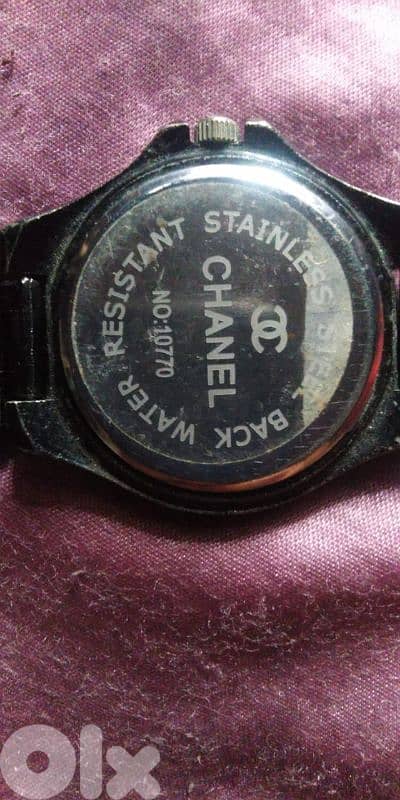 WATER RESISTANT STAINLESS STEEL BACK
CHANEL
NO:10770
OLX